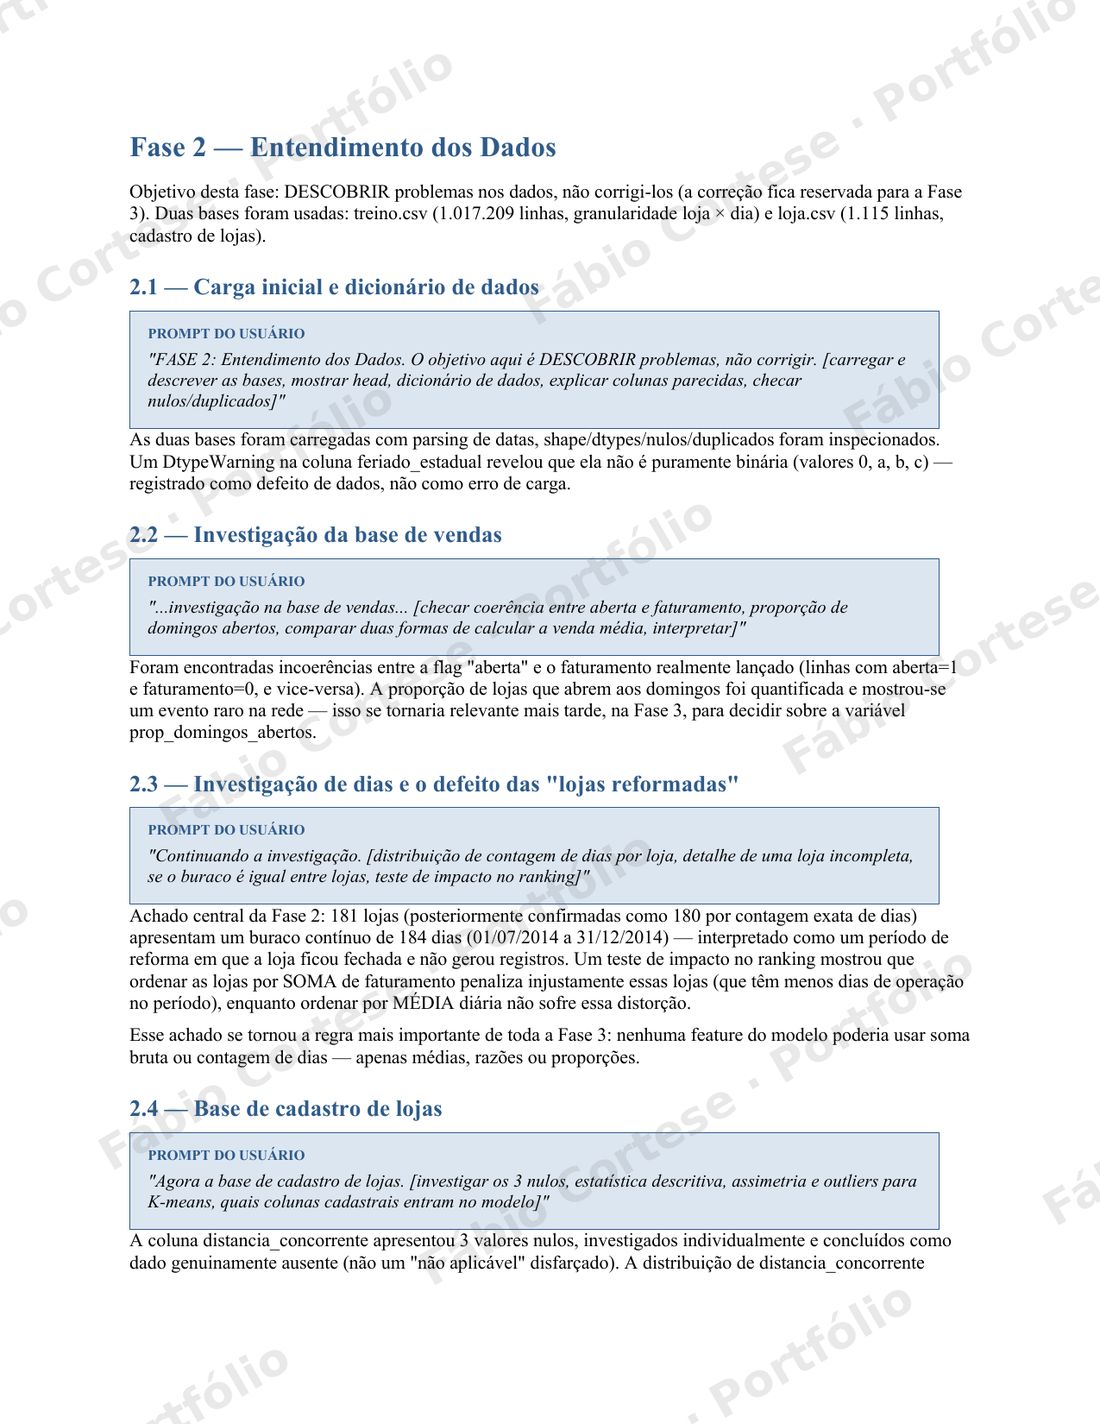 Fase 2 — Entendimento dos Dados
Objetivo desta fase: DESCOBRIR problemas nos dados, não corrigi-los (a correção fica reservada para a Fase
3). Duas bases foram usadas: treino.csv (1.017.209 linhas, granularidade loja × dia) e loja.csv (1.115 linhas,
cadastro de lojas).
2.1 — Carga inicial e dicionário de dados
PROMPT DO USUÁRIO
"FASE 2: Entendimento dos Dados. O objetivo aqui é DESCOBRIR problemas, não corrigir. [carregar e
descrever as bases, mostrar head, dicionário de dados, explicar colunas parecidas, checar
nulos/duplicados]"
As duas bases foram carregadas com parsing de datas, shape/dtypes/nulos/duplicados foram inspecionados.
Um DtypeWarning na coluna feriado_estadual revelou que ela não é puramente binária (valores 0, a, b, c) —
registrado como defeito de dados, não como erro de carga.
2.2 — Investigação da base de vendas
PROMPT DO USUÁRIO
"...investigação na base de vendas... [checar coerência entre aberta e faturamento, proporção de
domingos abertos, comparar duas formas de calcular a venda média, interpretar]"
Foram encontradas incoerências entre a flag "aberta" e o faturamento realmente lançado (linhas com aberta=1
e faturamento=0, e vice-versa). A proporção de lojas que abrem aos domingos foi quantificada e mostrou-se
um evento raro na rede — isso se tornaria relevante mais tarde, na Fase 3, para decidir sobre a variável
prop_domingos_abertos.
2.3 — Investigação de dias e o defeito das "lojas reformadas"
PROMPT DO USUÁRIO
"Continuando a investigação. [distribuição de contagem de dias por loja, detalhe de uma loja incompleta,
se o buraco é igual entre lojas, teste de impacto no ranking]"
Achado central da Fase 2: 181 lojas (posteriormente confirmadas como 180 por contagem exata de dias)
apresentam um buraco contínuo de 184 dias (01/07/2014 a 31/12/2014) — interpretado como um período de
reforma em que a loja ficou fechada e não gerou registros. Um teste de impacto no ranking mostrou que
ordenar as lojas por SOMA de faturamento penaliza injustamente essas lojas (que têm menos dias de operação
no período), enquanto ordenar por MÉDIA diária não sofre essa distorção.
Esse achado se tornou a regra mais importante de toda a Fase 3: nenhuma feature do modelo poderia usar soma
bruta ou contagem de dias — apenas médias, razões ou proporções.
2.4 — Base de cadastro de lojas
PROMPT DO USUÁRIO
"Agora a base de cadastro de lojas. [investigar os 3 nulos, estatística descritiva, assimetria e outliers para
K-means, quais colunas cadastrais entram no modelo]"
A coluna distancia_concorrente apresentou 3 valores nulos, investigados individualmente e concluídos como
dado genuinamente ausente (não um "não aplicável" disfarçado). A distribuição de distancia_concorrente
Fábio Cortese · Portfólio